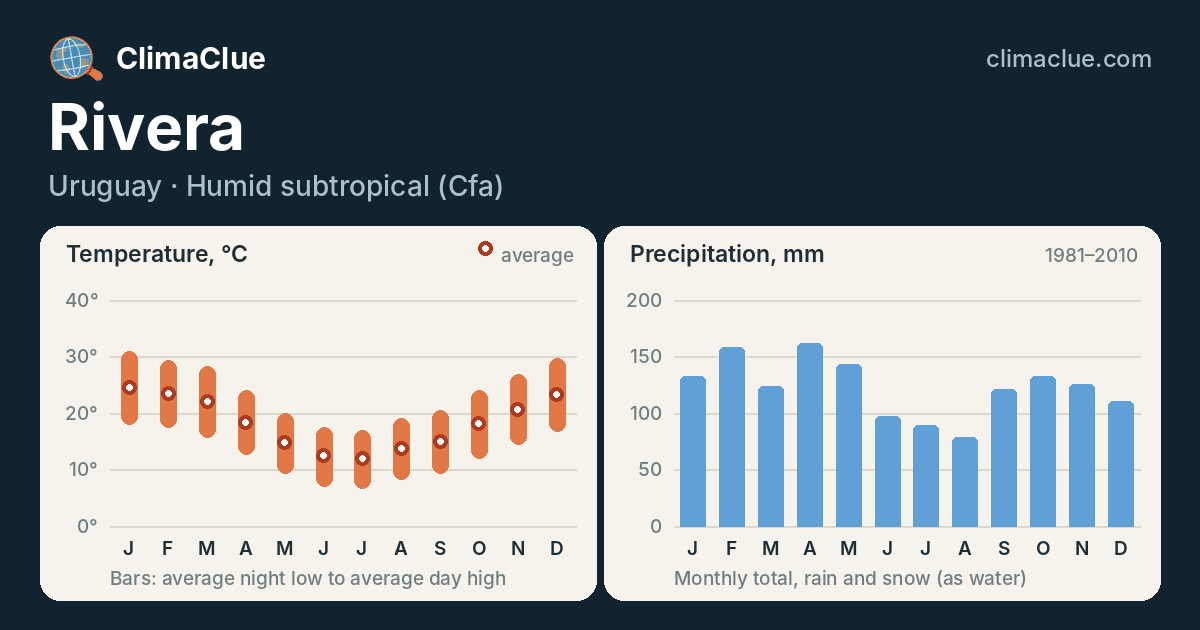 ClimaClue
climaclue.com
Rivera
Uruguay · Humid subtropical (Cfa)
Temperature, °C
average
40°
30°
20°
10°
0°
J F M A M J J A S O N D
Bars: average night low to average day high
Precipitation, mm
1981–2010
200
150
100
50
0
J F M A M J J A S O N D
Monthly total, rain and snow (as water)